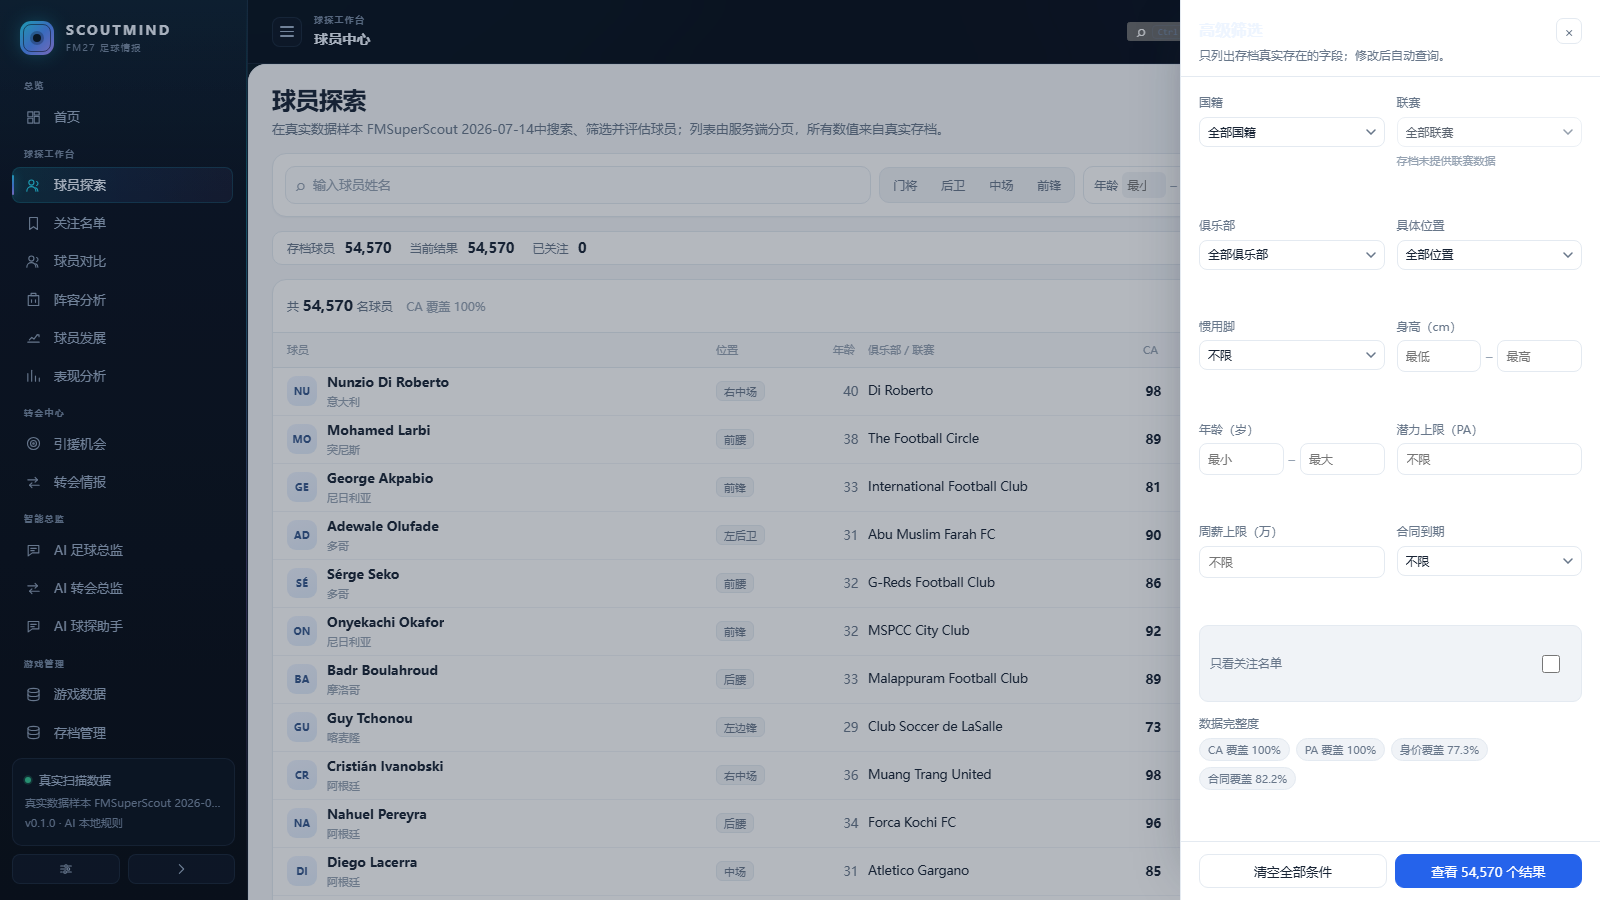 SCOUTMIND
FM27 足球情报
总览
首页
球探工作台
球员探索
关注名单
球员对比
阵容分析
球员发展
表现分析
转会中心
引援机会
转会情报
智能总监
AI 足球总监
AI 转会总监
AI 球探助手
游戏管理
游戏数据
存档管理
真实扫描数据
真实数据样本 FMSuperScout 2026-0...
v0.1.0 · AI 本地规则
球探工作台
球员中心
Ctrl
球员探索
在真实数据样本 FMSuperScout 2026-07-14中搜索、筛选并评估球员；列表由服务端分页，所有数值来自真实存档。
输入球员姓名
门将 后卫 中场 前锋
年龄 最小 –
存档球员 54,570 当前结果 54,570 已关注 0
共 54,570 名球员 CA 覆盖 100%
球员 位置 年龄 俱乐部 / 联赛 CA
NU Nunzio Di Roberto 右中场 40 Di Roberto 98
意大利
MO Mohamed Larbi 前腰 38 The Football Circle 89
突尼斯
GE George Akpabio 前锋 33 International Football Club 81
尼日利亚
AD Adewale Olufade 左后卫 31 Abu Muslim Farah FC 90
多哥
SÉ Sérge Seko 前腰 32 G-Reds Football Club 86
多哥
ON Onyekachi Okafor 前锋 32 MSPCC City Club 92
尼日利亚
BA Badr Boulahroud 后腰 33 Malappuram Football Club 89
摩洛哥
GU Guy Tchonou 左边锋 29 Club Soccer de LaSalle 73
喀麦隆
CR Cristián Ivanobski 右中场 36 Muang Trang United 98
阿根廷
NA Nahuel Pereyra 后腰 34 Forca Kochi FC 96
阿根廷
DI Diego Lacerra 中场 31 Atletico Gargano 85
阿根廷
高级筛选
×
只列出存档真实存在的字段；修改后自动查询。
国籍 联赛
全部国籍 全部联赛
存档未提供联赛数据
俱乐部 具体位置
全部俱乐部 全部位置
惯用脚 身高（cm）
不限 最低 – 最高
年龄（岁） 潜力上限（PA）
最小 – 最大 不限
周薪上限（万） 合同到期
不限 不限
只看关注名单
数据完整度
CA 覆盖 100% PA 覆盖 100% 身价覆盖 77.3%
合同覆盖 82.2%
清空全部条件 查看 54,570 个结果